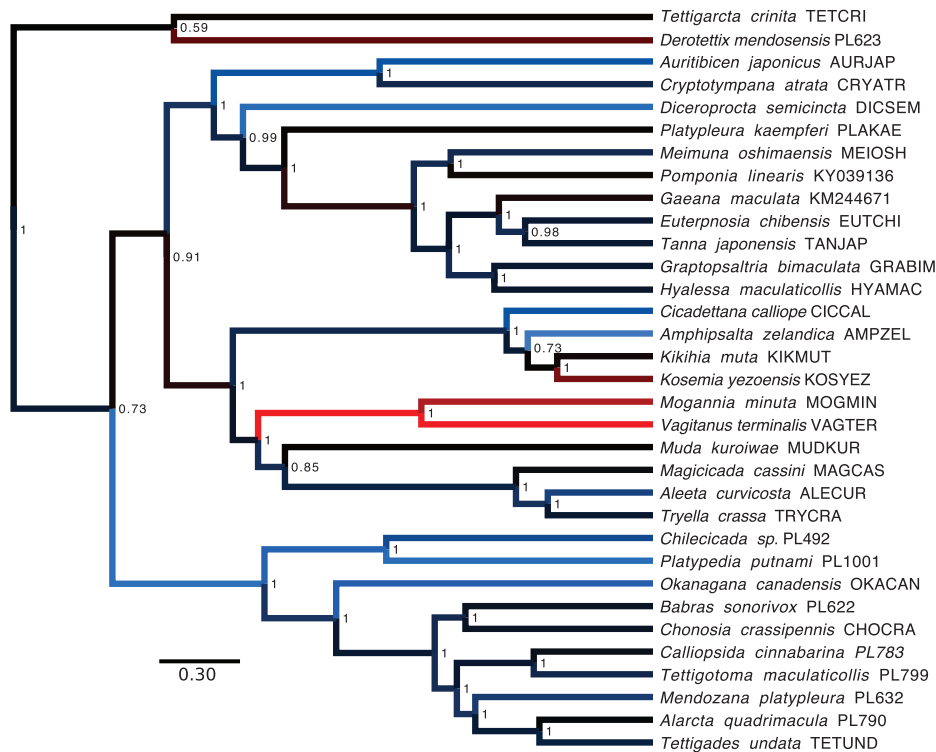 Tettigarcta crinita TETCRI
0.59
Derotettix mendosensis PL623
Auritibicen japonicus AURJAP
1
Cryptotympana atrata CRYATR
1
Diceroprocta semicincta DICSEM
0.99
Platypleura kaempferi PLAKAE
Meimuna oshimaensis MEIOSH
1
1
Pomponia linearis KY039136
Gaeana maculata KM244671
1
1
Euterpnosia chibensis EUTCHI
1
0.98
Tanna japonensis TANJAP
1
0.91
Graptopsaltria bimaculata GRABIM
1
Hyalessa maculaticollis HYAMAC
Cicadettana calliope CICCAL
1
Amphipsalta zelandica AMPZEL
0.73
Kikihia muta KIKMUT
1
Kosemia yezoensis KOSYEZ
1
Mogannia minuta MOGMIN
0.73
1
Vagitanus terminalis VAGTER
1
Muda kuroiwae MUDKUR
0.85
Magicicada cassini MAGCAS
1
Aleeta curvicosta ALECUR
1
Tryella crassa TRYCRA
Chilecicada sp. PL492
1
Platypedia putnami PL1001
1
Okanagana canadensis OKACAN
Babras sonorivox PL622
1
1
Chonosia crassipennis CHOCRA
1
Calliopsida cinnabarina PL783
1
0.30
Tettigotoma maculaticollis PL799
1
Mendozana platypleura PL632
1
Alarcta quadrimacula PL790
1
Tettigades undata TETUND